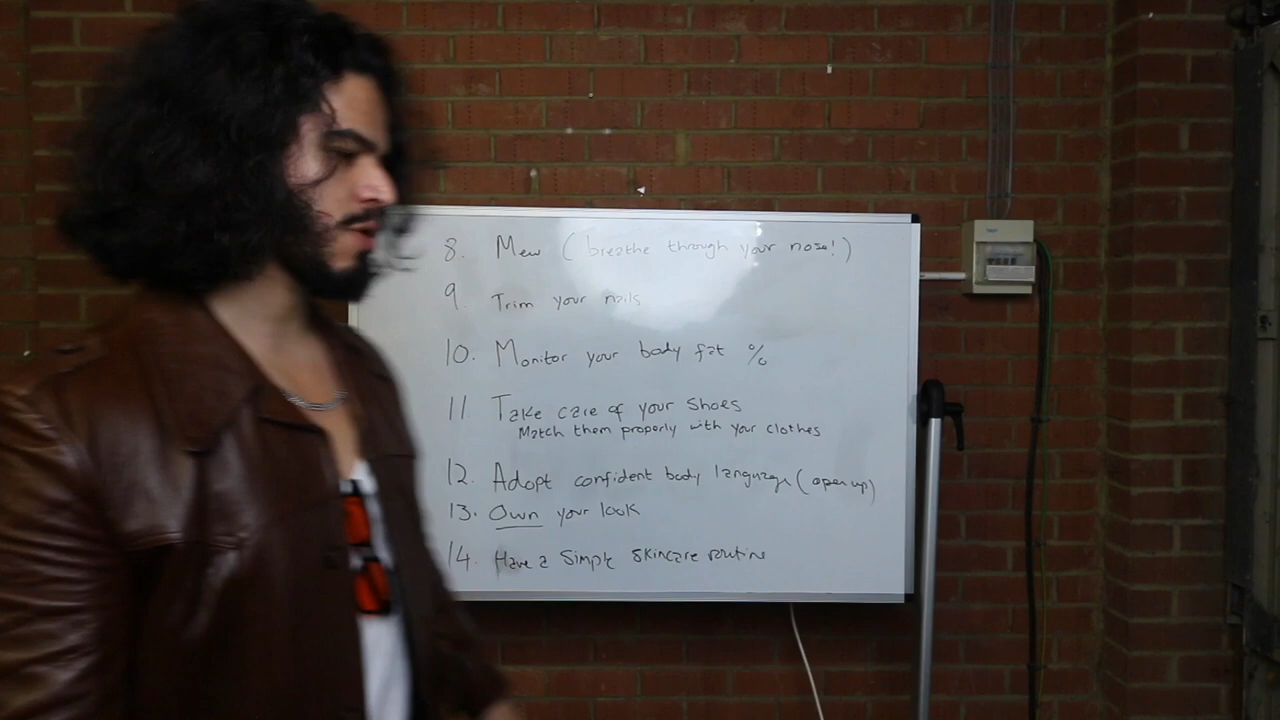 8. Mew (breathe through your nose!)
9. Trim your nails
10. Monitor your body fat %
11 Take care of your shoes
Match them properly with your clothes
12. Adopt confident body language (open up)
13. Own your look
14. Have a simple skincare routine